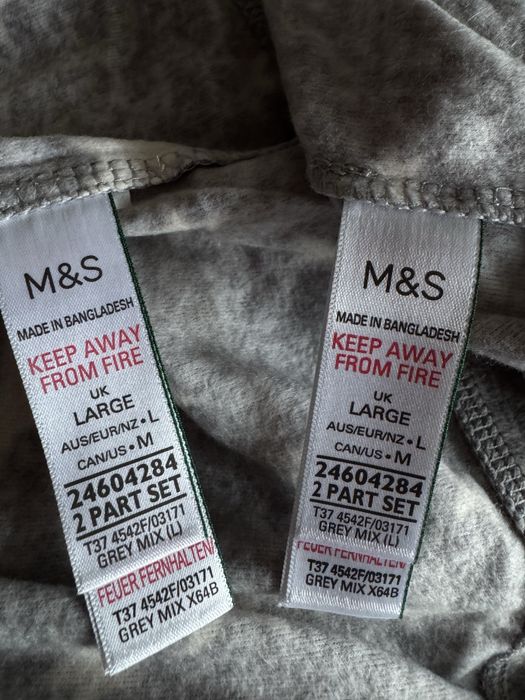 M&S
MADE IN BANGLADESH
KEEP AWAY
FROM FIRE
UK
LARGE
AUS/EUR/NZ • L
CAN/US • M
24604284
2 PART SET
T37 4542F/03171
GREY MIX (L)
FEUER FERNHALTEN
T37 4542F/03171
GREY MIX X64B
M&S
MADE IN BANGLADESH
KEEP AWAY
FROM FIRE
UK
LARGE
AUS/EUR/NZ • L
CAN/US • M
24604284
2 PART SET
T37 4542F/03171
GREY MIX (L)
FEUER FERNHALTEN
T37 4542F/03171
GREY MIX X64B